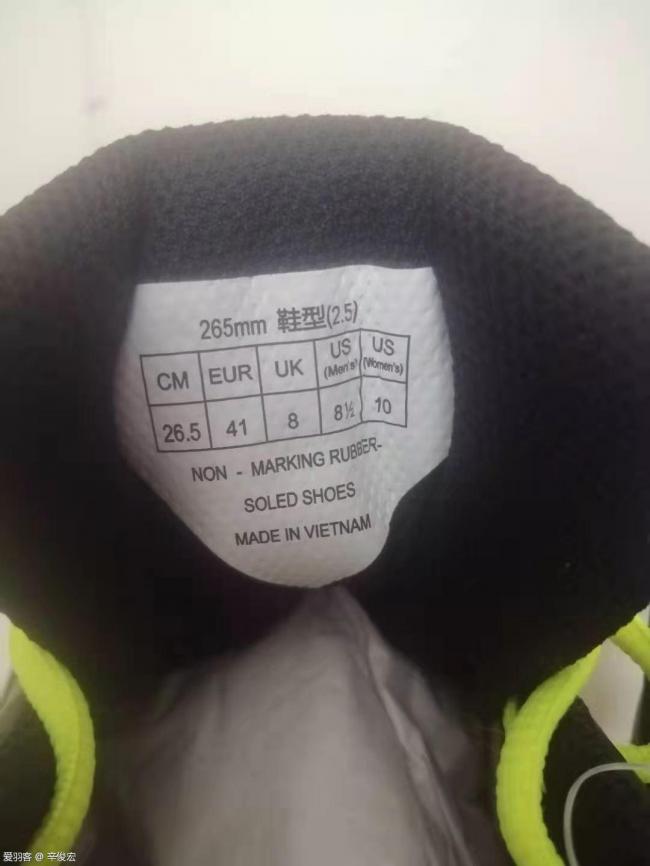 265mm 鞋型(2.5)
CM EUR UK US (Men's) US (Women's)
26.5 41 8 8½ 10
NON - MARKING RUBBER-
SOLED SHOES
MADE IN VIETNAM
爱羽客 @ 辛俊宏